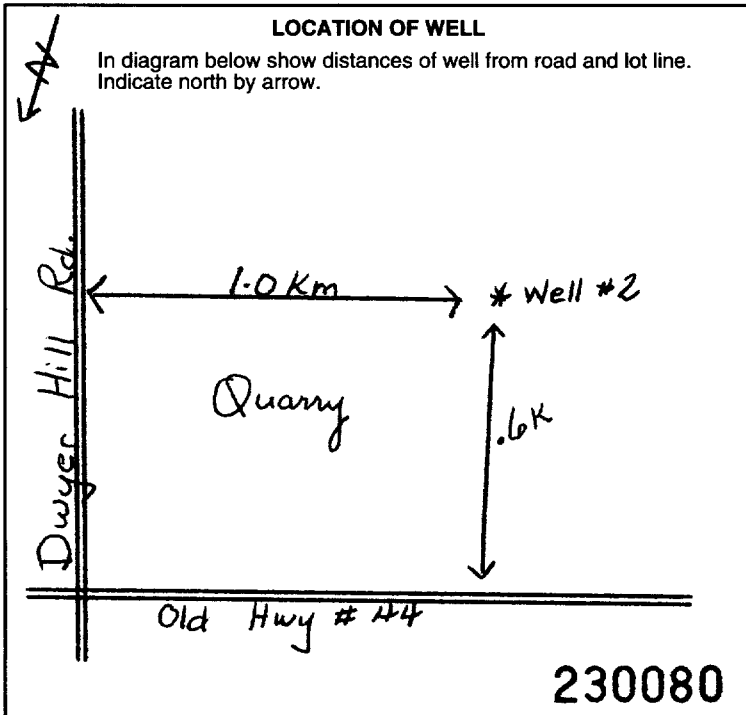 LOCATION OF WELL
In diagram below show distances of well from road and lot line.
Indicate north by arrow.
N
Dwyer Hill Rd.
1.0 Km
* Well #2
Quarry
.6K
Old Hwy # 44
230080